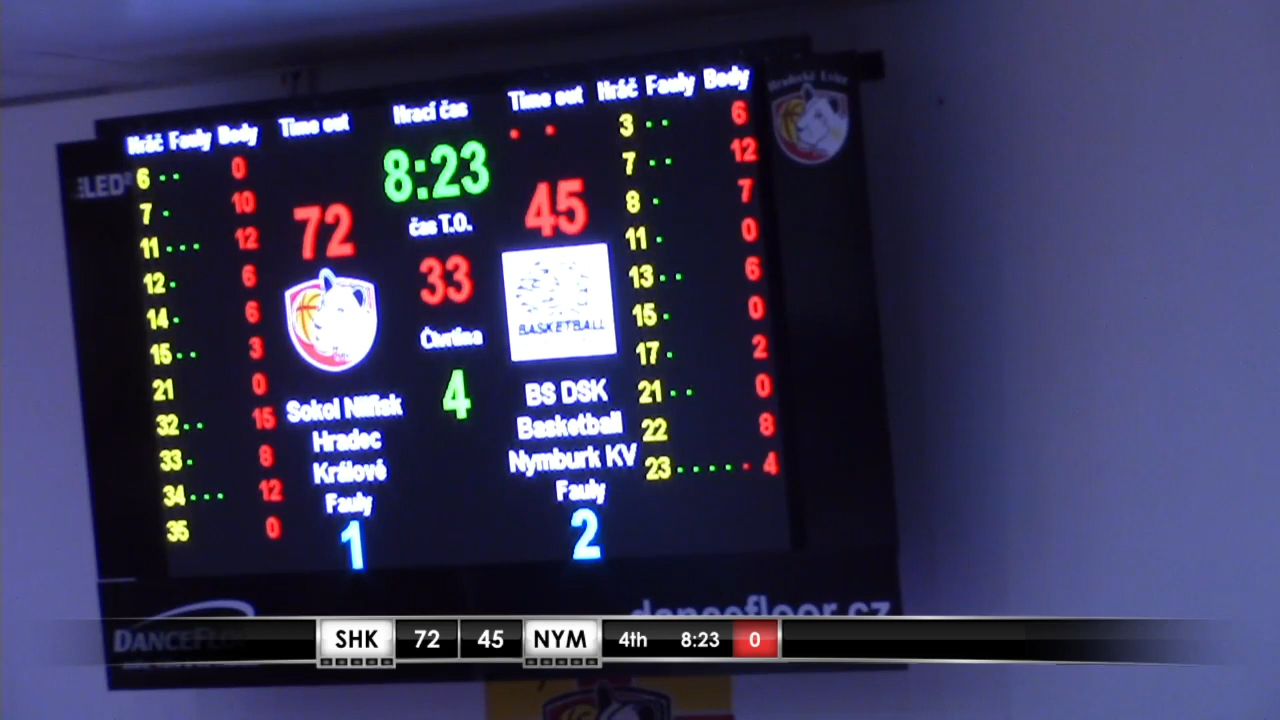 Hradecké Lvice
Hráč Fauly Body Time out Hrací čas Time out Hráč Fauly Body
LED
8:23
72 45
čas T.O.
33
Čtvrtina
4
BASKETBALL
6 0
7 10
11 12
12 6
14 6
15 3
21 0
32 15
33 8
34 12
35 0
3 6
7 12
8 7
11 0
13 6
15 0
17 2
21 0
22 8
23 4
Sokol Nilfisk
Hradec
Králové
Fauly
1
BS DSK
Basketball
Nymburk KV
Fauly
2
dancefloor.cz
SHK 72 45 NYM 4th 8:23 0